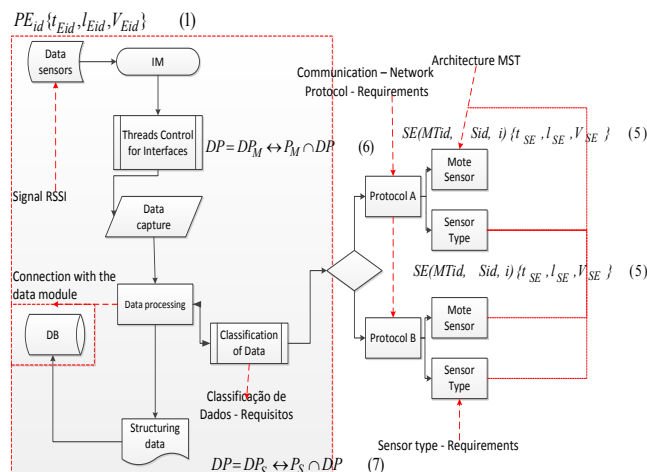 PE_id {t_Eid, l_Eid, V_Eid} (1)
Data
sensors
IM
Architecture MST
Communication – Network
Protocol - Requirements
Threads Control
for Interfaces
DP = DP_M ↔ P_M ∩ DP (6)
SE(MTid, Sid, i) {t_SE, l_SE, V_SE} (5)
Mote
Sensor
Protocol A
Signal RSSI
Data
capture
Sensor
Type
SE(MTid, Sid, i) {t_SE, l_SE, V_SE} (5)
Connection with the
data module
Data processing
Mote
Sensor
DB
Classification
of Data
Protocol B
Sensor
Type
Classificação de
Dados - Requisitos
Structuring
data
Sensor type - Requirements
DP = DP_S ↔ P_S ∩ DP (7)